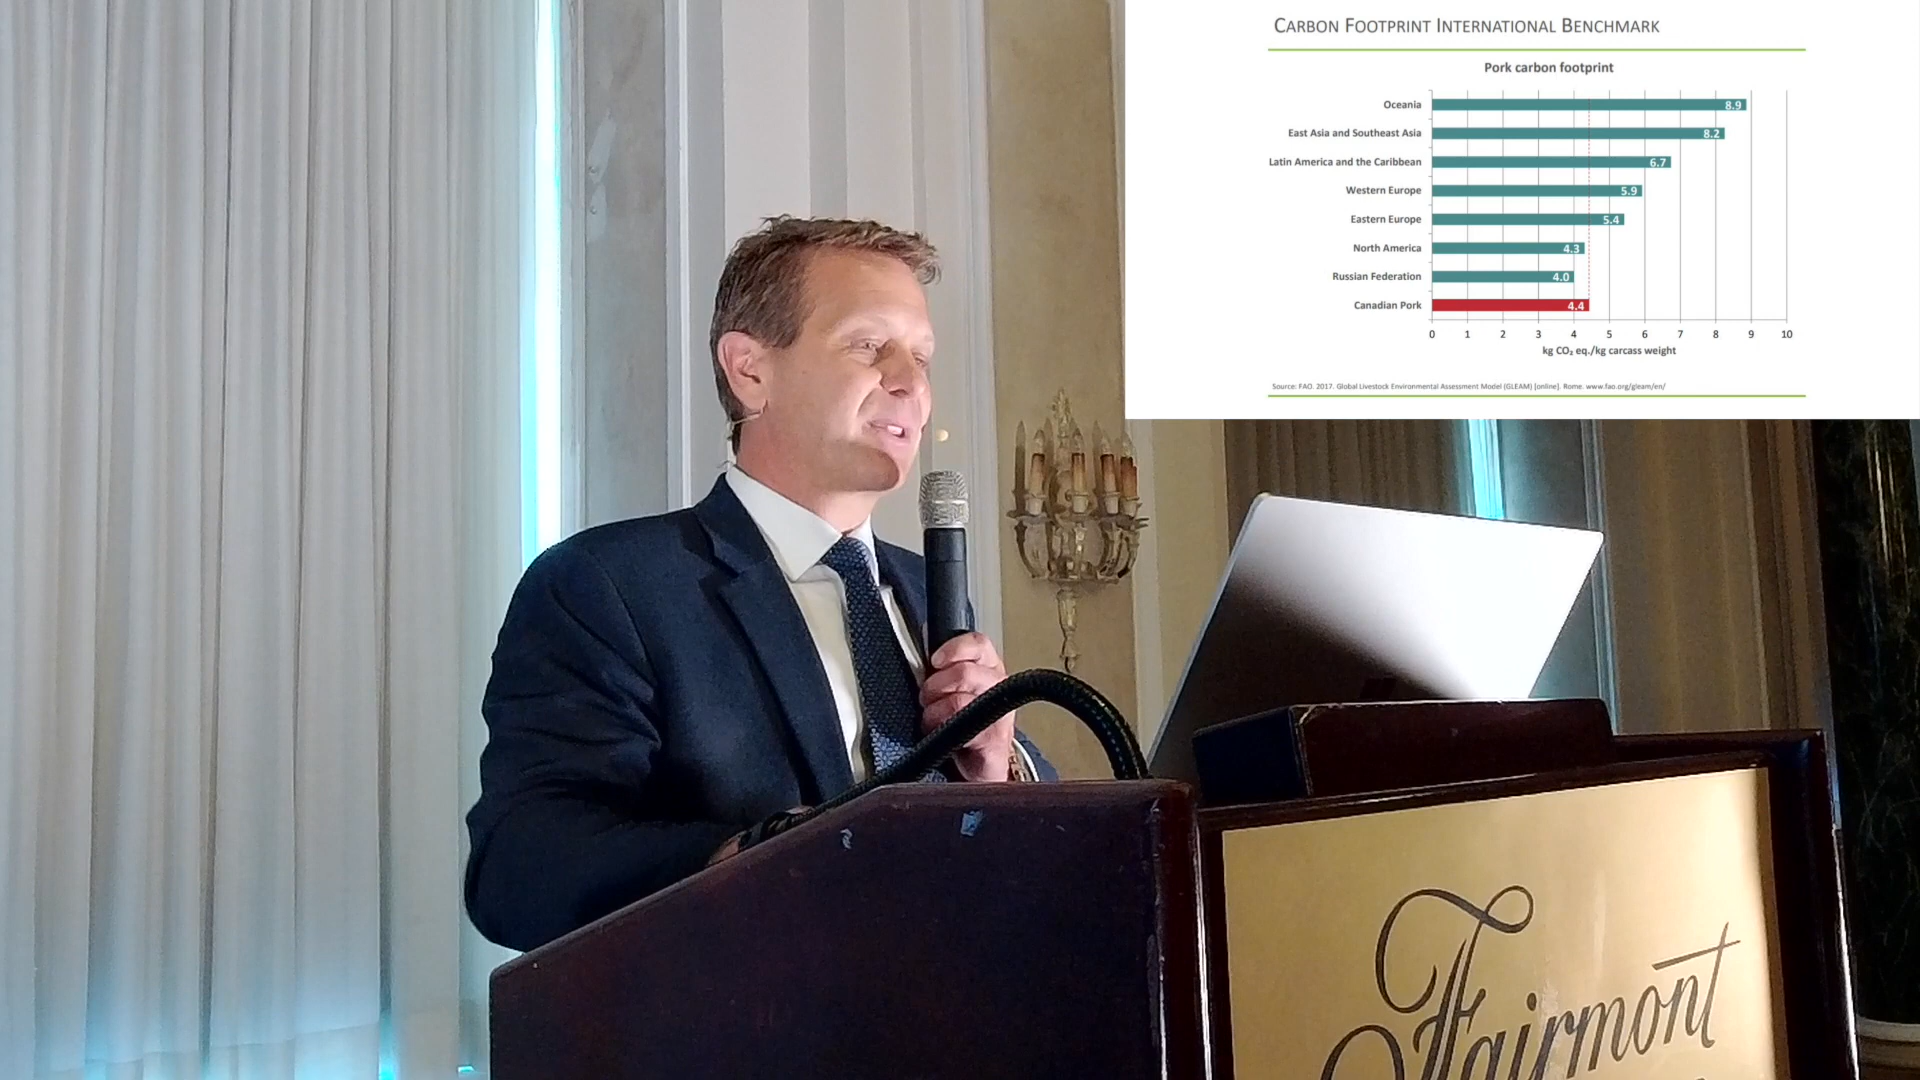 CARBON FOOTPRINT INTERNATIONAL BENCHMARK
Pork carbon footprint
Oceania 8.9
East Asia and Southeast Asia 8.2
Latin America and the Caribbean 6.7
Western Europe 5.9
Eastern Europe 5.4
North America 4.3
Russian Federation 4.0
Canadian Pork 4.4
0 1 2 3 4 5 6 7 8 9 10
kg CO₂ eq./kg carcass weight
Source: FAO. 2017. Global Livestock Environmental Assessment Model (GLEAM) [online]. Rome. www.fao.org/gleam/en/
Fairmont